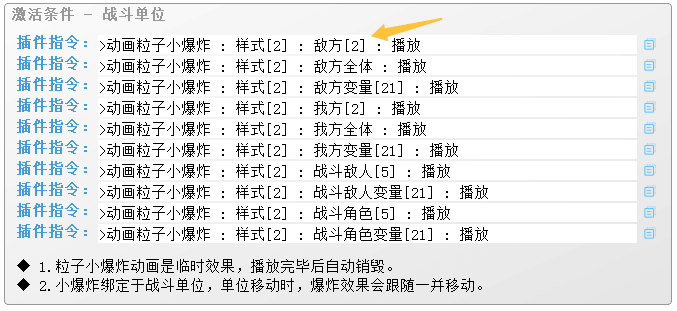 激活条件 - 战斗单位
插件指令: >动画粒子小爆炸 : 样式[2] : 敌方[2] : 播放
插件指令: >动画粒子小爆炸 : 样式[2] : 敌方全体 : 播放
插件指令: >动画粒子小爆炸 : 样式[2] : 敌方变量[21] : 播放
插件指令: >动画粒子小爆炸 : 样式[2] : 我方[2] : 播放
插件指令: >动画粒子小爆炸 : 样式[2] : 我方全体 : 播放
插件指令: >动画粒子小爆炸 : 样式[2] : 我方变量[21] : 播放
插件指令: >动画粒子小爆炸 : 样式[2] : 战斗敌人[5] : 播放
插件指令: >动画粒子小爆炸 : 样式[2] : 战斗敌人变量[21] : 播放
插件指令: >动画粒子小爆炸 : 样式[2] : 战斗角色[5] : 播放
插件指令: >动画粒子小爆炸 : 样式[2] : 战斗角色变量[21] : 播放
◆ 1.粒子小爆炸动画是临时效果，播放完毕后自动销毁。
◆ 2.小爆炸绑定于战斗单位，单位移动时，爆炸效果会跟随一并移动。